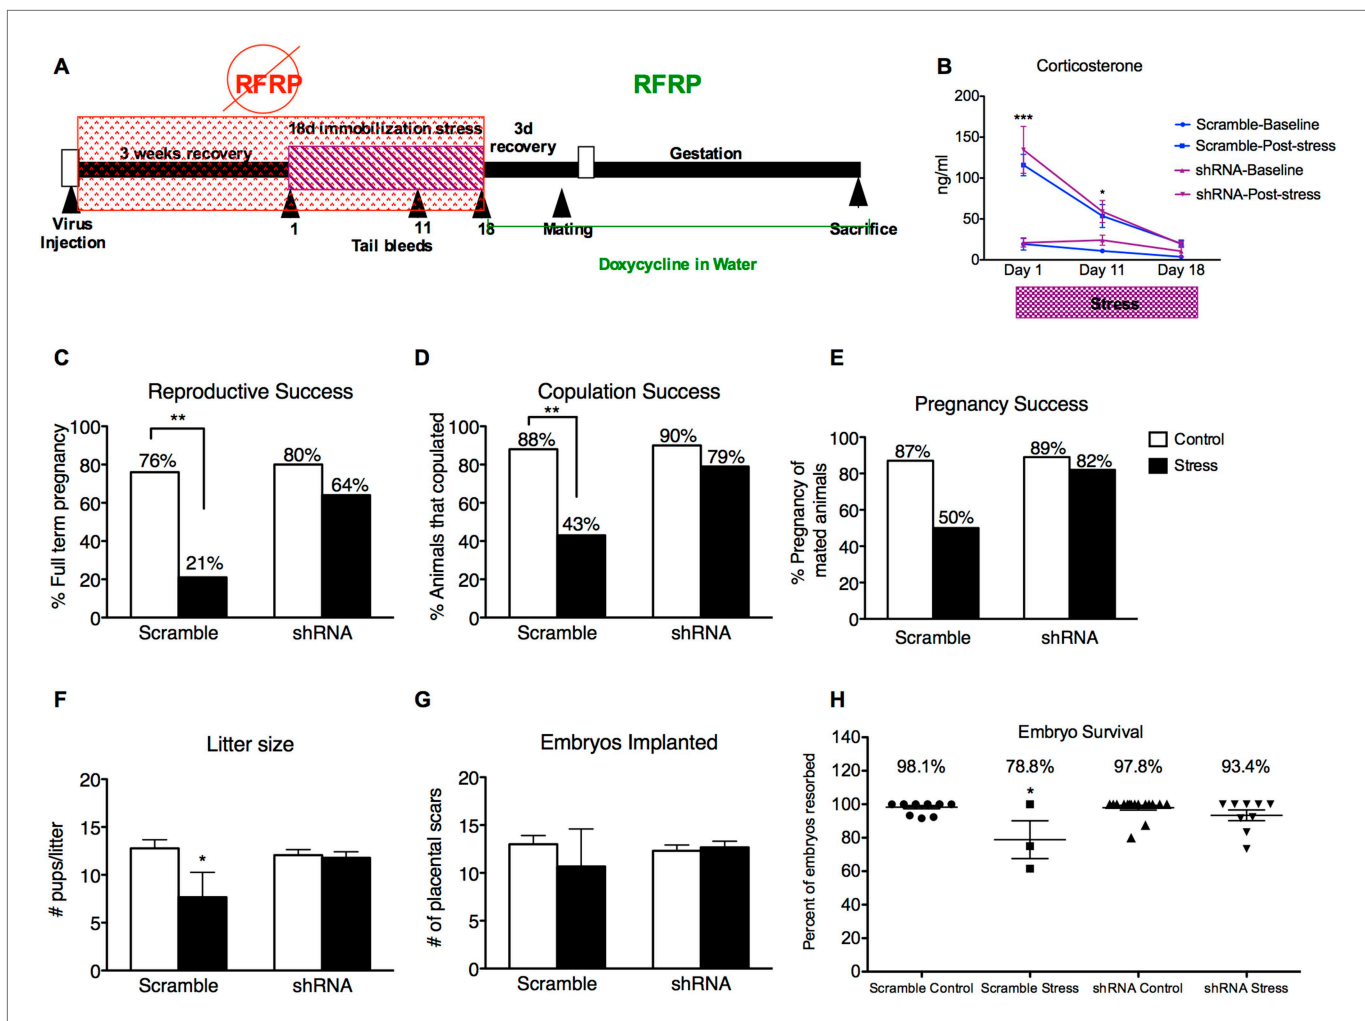 A
RFRP
RFRP
18d immobilization stress
3d
recovery
3 weeks recovery
Gestation
Virus
Injection
1
11
18
Tail bleeds
Mating
Sacrifice
Doxycycline in Water
B
Corticosterone
ng/ml
200
150
100
50
0
***
*
Day 1
Day 11
Day 18
Stress
Scramble-Baseline
Scramble-Post-stress
shRNA-Baseline
shRNA-Post-stress
C
Reproductive Success
% Full term pregnancy
100
80
60
40
20
0
**
76%
21%
80%
64%
Scramble
shRNA
D
Copulation Success
% Animals that copulated
100
80
60
40
20
0
**
88%
43%
90%
79%
Scramble
shRNA
E
Pregnancy Success
% Pregnancy of
mated animals
100
80
60
40
20
0
87%
50%
89%
82%
Scramble
shRNA
Control
Stress
F
Litter size
# pups/litter
20
15
10
5
0
*
Scramble
shRNA
G
Embryos Implanted
# of placental scars
20
15
10
5
0
Scramble
shRNA
H
Embryo Survival
Percent of embryos resorbed
140
120
100
80
60
40
20
0
98.1%
78.8%
97.8%
93.4%
*
Scramble Control
Scramble Stress
shRNA Control
shRNA Stress